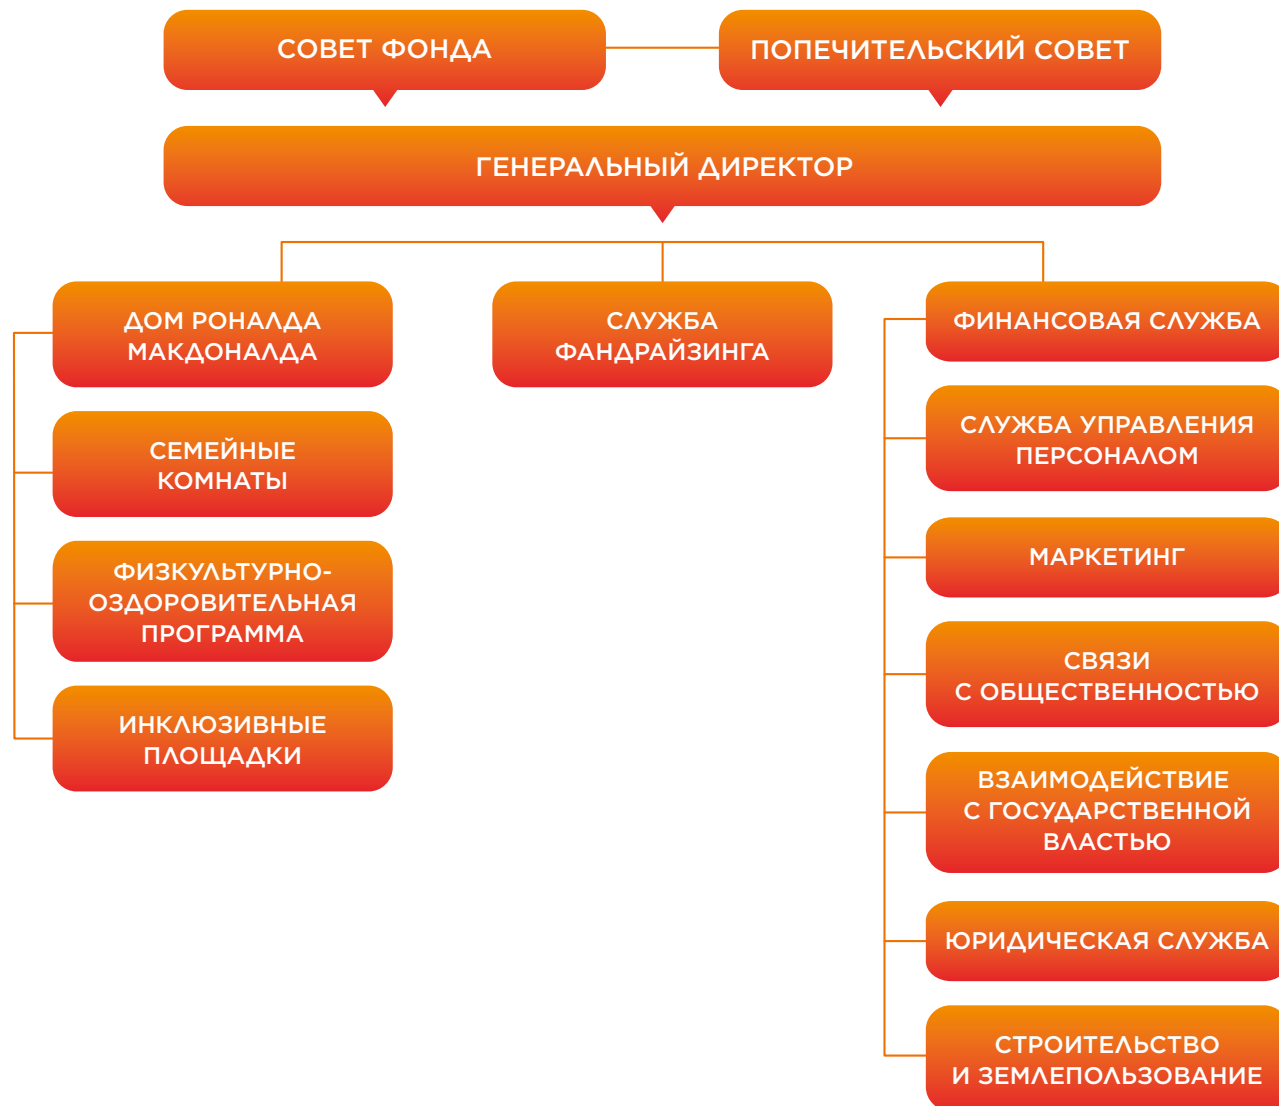 СОВЕТ ФОНДА
ПОПЕЧИТЕЛЬСКИЙ СОВЕТ
ГЕНЕРАЛЬНЫЙ ДИРЕКТОР
ДОМ РОНАЛДА
МАКДОНАЛДА
СЕМЕЙНЫЕ
КОМНАТЫ
ФИЗКУЛЬТУРНО-
ОЗДОРОВИТЕЛЬНАЯ
ПРОГРАММА
ИНКЛЮЗИВНЫЕ
ПЛОЩАДКИ
СЛУЖБА
ФАНДРАЙЗИНГА
ФИНАНСОВАЯ СЛУЖБА
СЛУЖБА УПРАВЛЕНИЯ
ПЕРСОНАЛОМ
МАРКЕТИНГ
СВЯЗИ
С ОБЩЕСТВЕННОСТЬЮ
ВЗАИМОДЕЙСТВИЕ
С ГОСУДАРСТВЕННОЙ
ВЛАСТЬЮ
ЮРИДИЧЕСКАЯ СЛУЖБА
СТРОИТЕЛЬСТВО
И ЗЕМЛЕПОЛЬЗОВАНИЕ